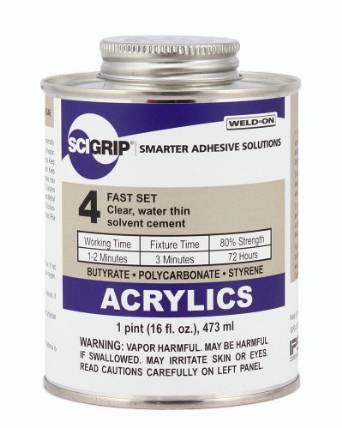 WELD-ON
SCIGRIP® SMARTER ADHESIVE SOLUTIONS
4 FAST SET
Clear, water thin
solvent cement
Working Time Fixture Time 80% Strength
1-2 Minutes 3 Minutes 72 Hours
BUTYRATE • POLYCARBONATE • STYRENE
ACRYLICS
1 pint (16 fl. oz.), 473 ml
WARNING: VAPOR HARMFUL. MAY BE HARMFUL
IF SWALLOWED. MAY IRRITATE SKIN OR EYES.
READ CAUTIONS CAREFULLY ON LEFT PANEL.